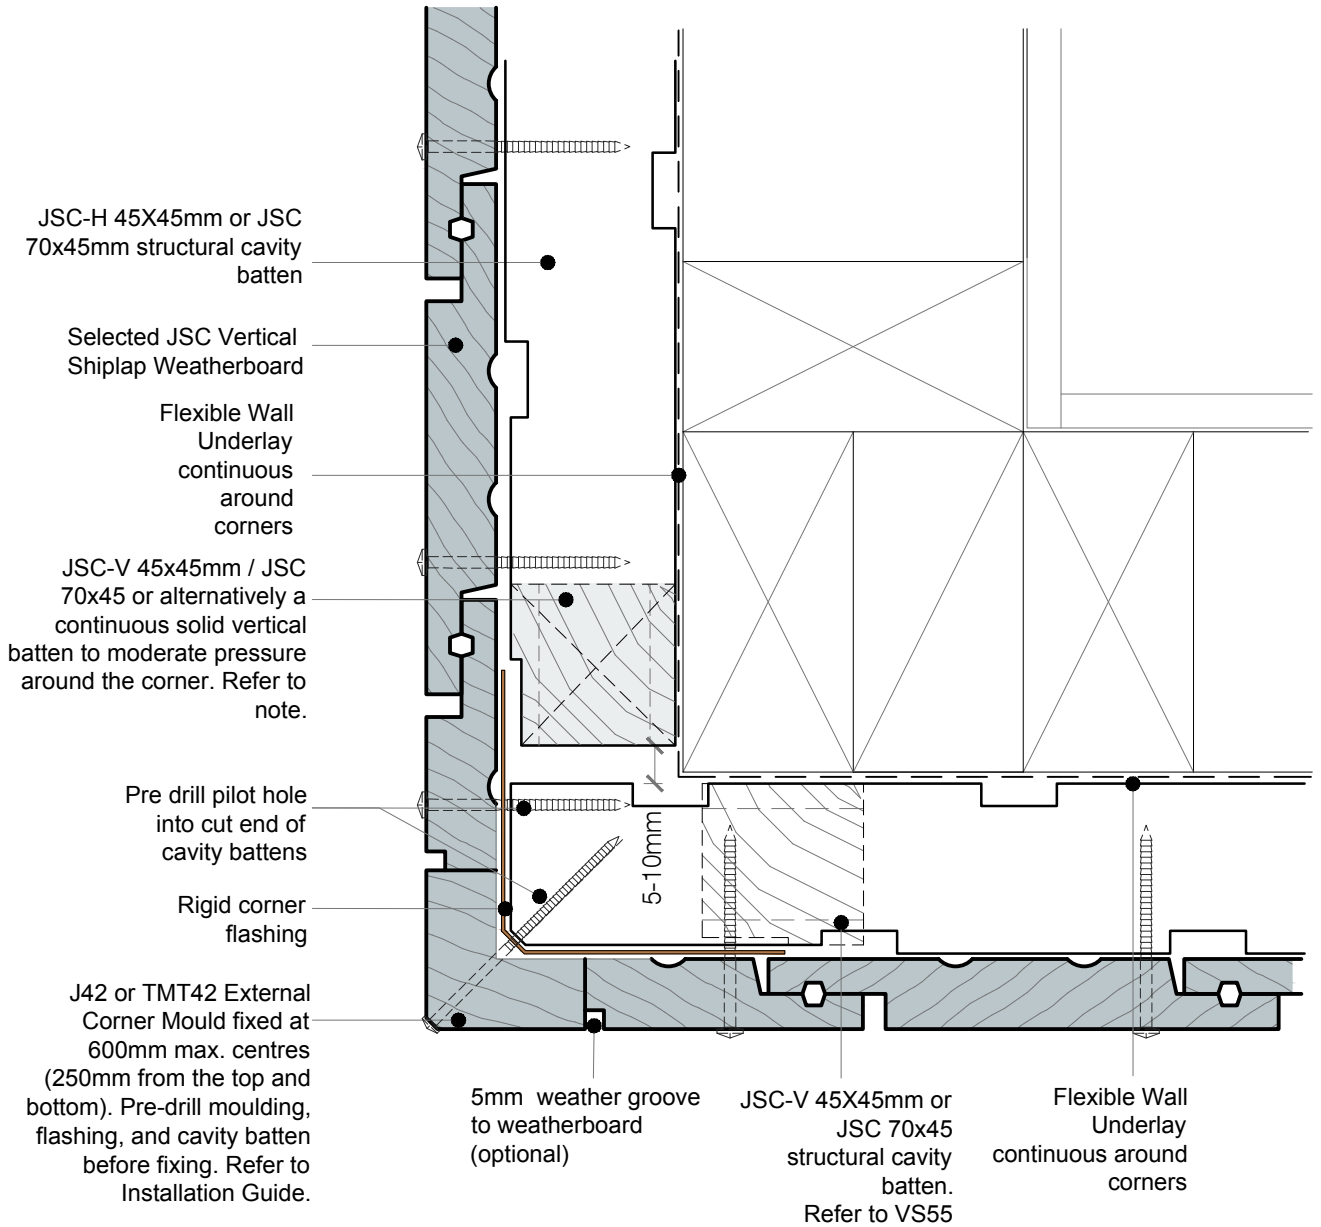 JSC-H 45X45mm or JSC
70x45mm structural cavity
batten
Selected JSC Vertical
Shiplap Weatherboard
Flexible Wall
Underlay
continuous
around
corners
JSC-V 45x45mm / JSC
70x45 or alternatively a
continuous solid vertical
batten to moderate pressure
around the corner. Refer to
note.
Pre drill pilot hole
into cut end of
cavity battens
Rigid corner
flashing
J42 or TMT42 External
Corner Mould fixed at
600mm max. centres
(250mm from the top and
bottom). Pre-drill moulding,
flashing, and cavity batten
before fixing. Refer to
Installation Guide.
5-10mm
5mm weather groove
to weatherboard
(optional)
JSC-V 45X45mm or
JSC 70x45
structural cavity
batten.
Refer to VS55
Flexible Wall
Underlay
continuous around
corners